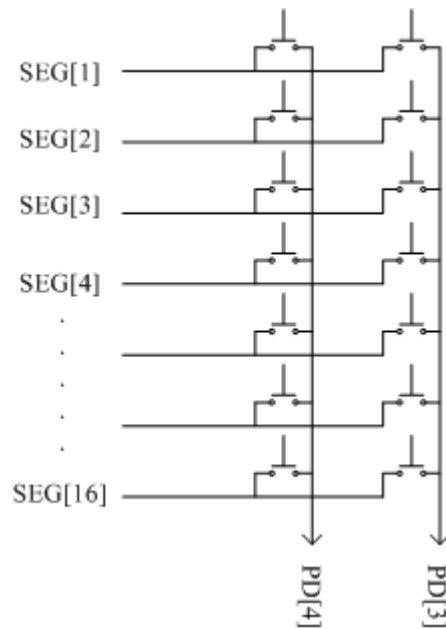 SEG[1]
SEG[2]
SEG[3]
SEG[4]
.
.
.
.
SEG[16]
PD[4]
PD[3]